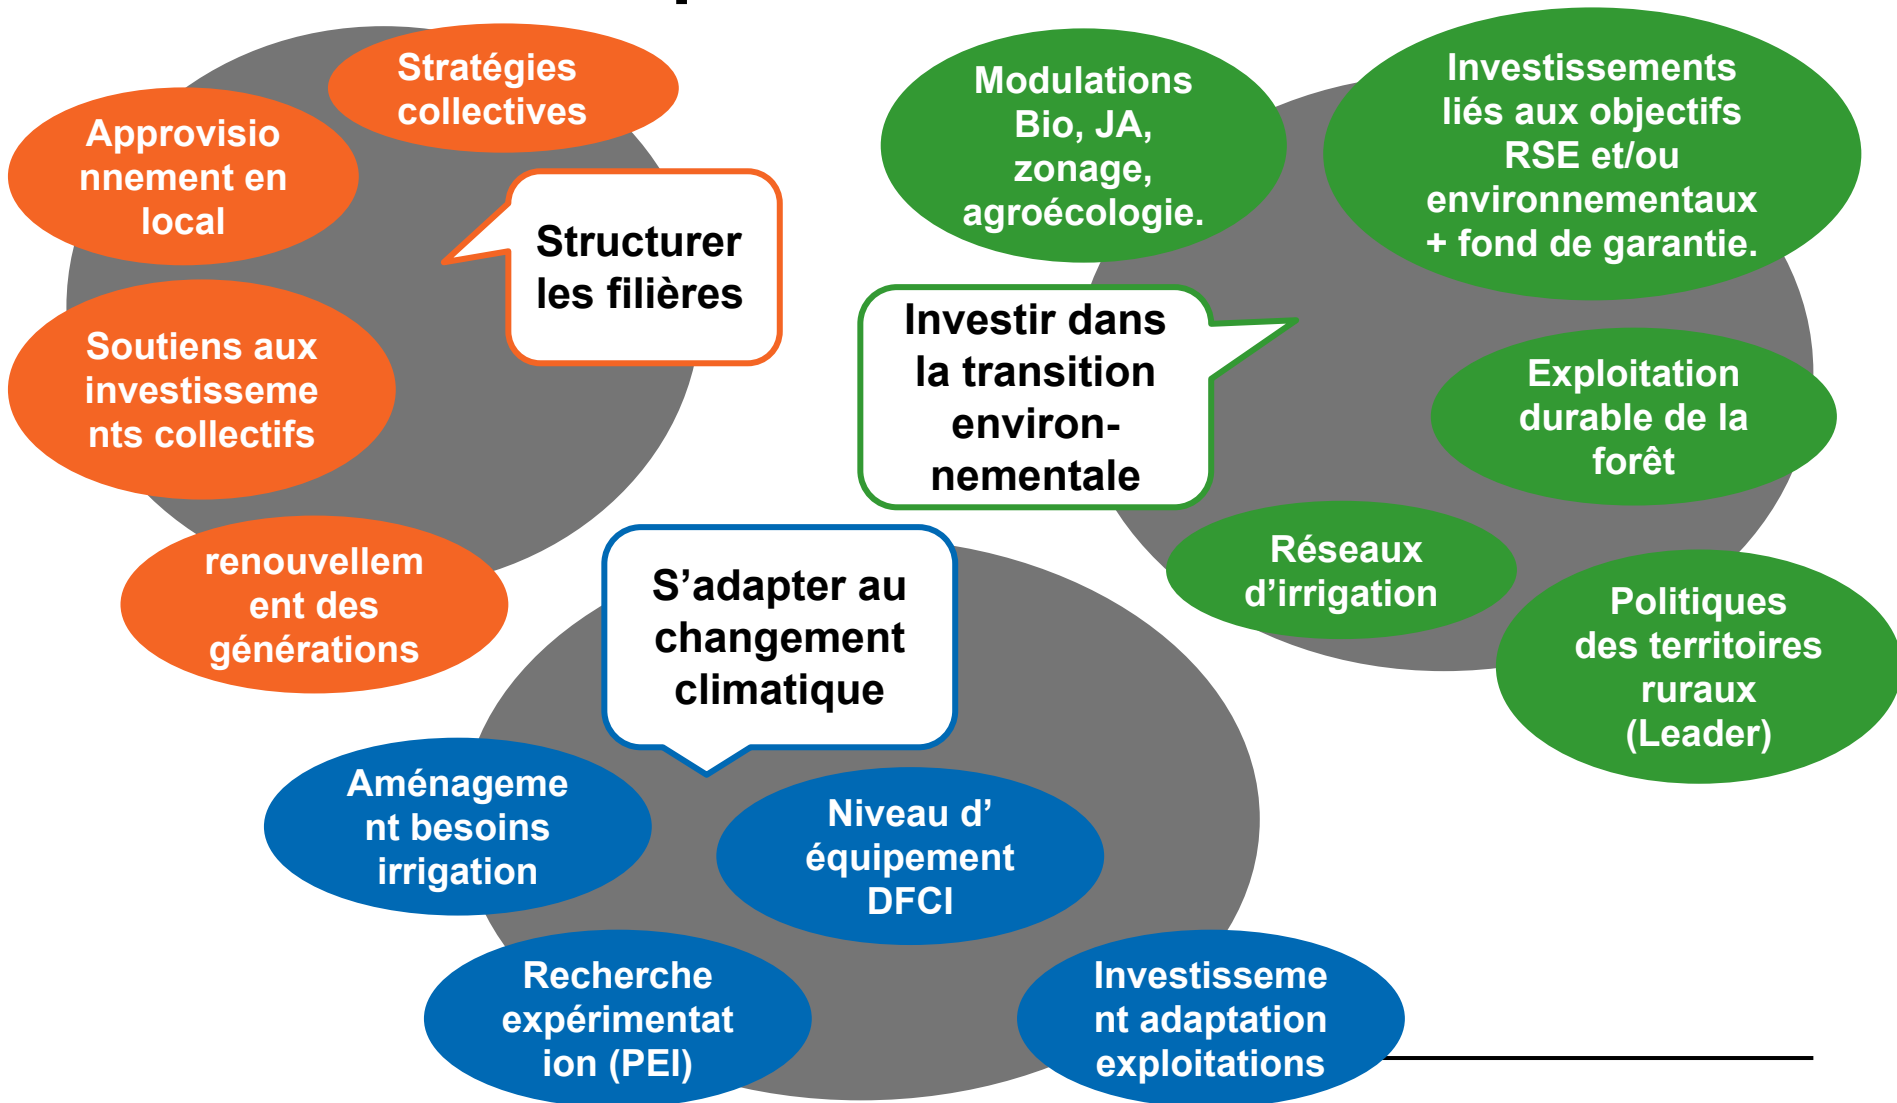 Stratégies
collectives
Approvisio
nnement en
local
Structurer
les filières
Soutiens aux
investisseme
nts collectifs
renouvellem
ent des
générations
Modulations
Bio, JA,
zonage,
agroécologie.
Investissements
liés aux objectifs
RSE et/ou
environnementaux
+ fond de garantie.
Investir dans
la transition
environ-
nementale
Exploitation
durable de la
forêt
Réseaux
d’irrigation
Politiques
des territoires
ruraux
(Leader)
S’adapter au
changement
climatique
Aménageme
nt besoins
irrigation
Niveau d’
équipement
DFCI
Recherche
expérimentat
ion (PEI)
Investisseme
nt adaptation
exploitations